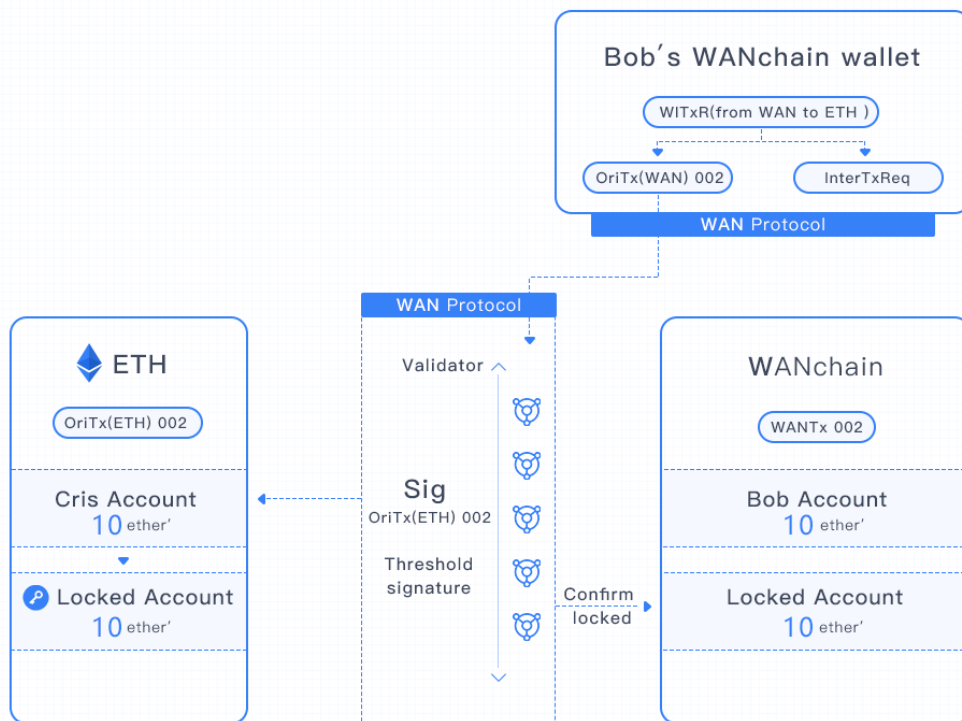 Bob's WANchain wallet
WITxR(from WAN to ETH )
OriTx(WAN) 002
InterTxReq
WAN Protocol
WAN Protocol
ETH
OriTx(ETH) 002
Cris Account
10 ether'
Locked Account
10 ether'
Validator
Sig
OriTx(ETH) 002
Threshold
signature
Confirm
locked
WANchain
WANTx 002
Bob Account
10 ether'
Locked Account
10 ether'